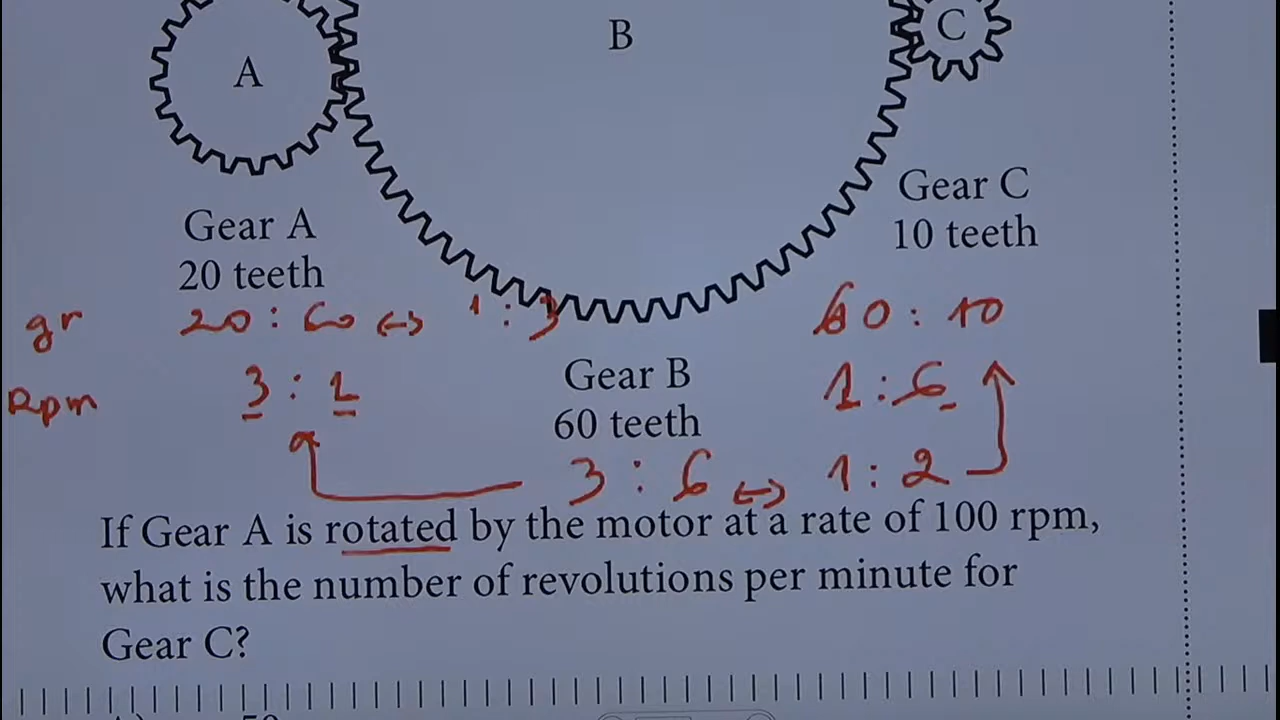 A
B
C
Gear A
20 teeth
Gear C
10 teeth
gr 20 : 60 ↔ 1 : 3
60 : 10
Gear B
60 teeth
Rpm 3 : 1
1 : 6
3 : 6 ↔ 1 : 2
If Gear A is rotated by the motor at a rate of 100 rpm,
what is the number of revolutions per minute for
Gear C?